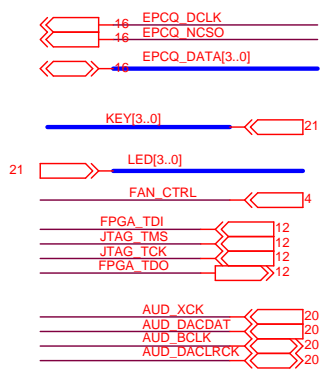 16 EPCQ_DCLK
16 EPCQ_NCSO
16 EPCQ_DATA[3..0]
KEY[3..0] 21
21 LED[3..0]
FAN_CTRL 4
FPGA_TDI 12
JTAG_TMS 12
JTAG_TCK 12
FPGA_TDO 12
AUD_XCK 20
AUD_DACDAT 20
AUD_BCLK 20
AUD_DACLRCK 20